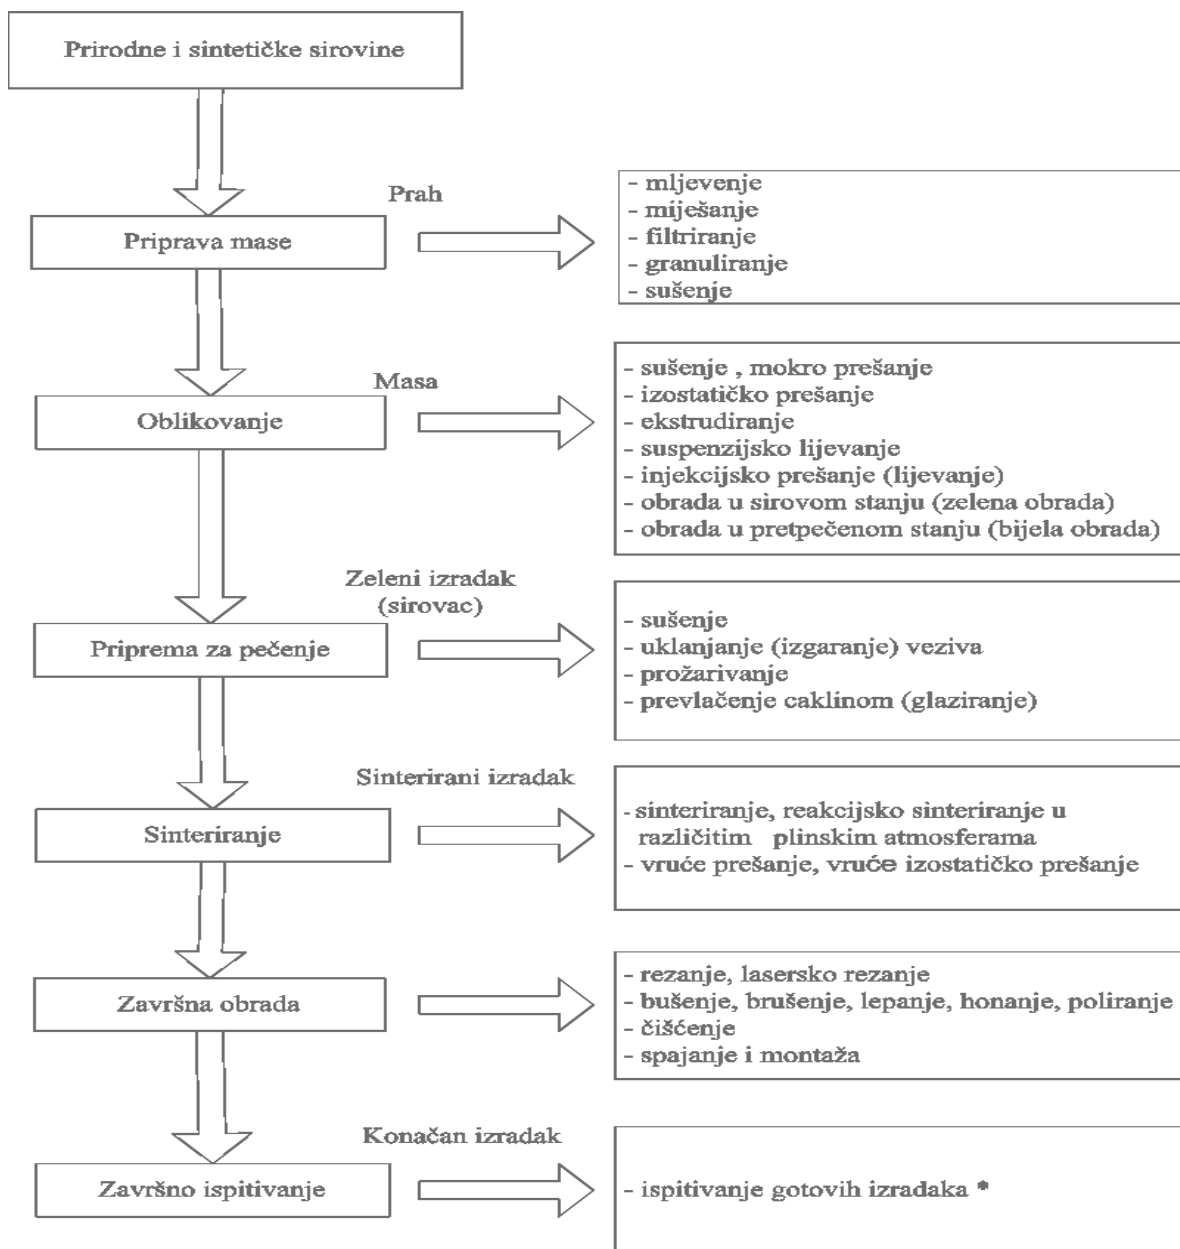 Prirodne i sintetičke sirovine
Prah
Priprava mase
- mljevenje
- miješanje
- filtriranje
- granuliranje
- sušenje
Masa
Oblikovanje
- sušenje , mokro prešanje
- izostatičko prešanje
- ekstrudiranje
- suspenzijsko lijevanje
- injekcijsko prešanje (lijevanje)
- obrada u sirovom stanju (zelena obrada)
- obrada u pretpečenom stanju (bijela obrada)
Zeleni izradak
(sirovac)
Priprema za pečenje
- sušenje
- uklanjanje (izgaranje) veziva
- prožarivanje
- prevlačenje caklinom (glaziranje)
Sinterirani izradak
Sinteriranje
- sinteriranje, reakcijsko sinteriranje u
različitim plinskim atmosferama
- vruće prešanje, vruće izostatičko prešanje
Završna obrada
- rezanje, lasersko rezanje
- bušenje, brušenje, lepanje, honanje, poliranje
- čišćenje
- spajanje i montaža
Konačan izradak
Završno ispitivanje
- ispitivanje gotovih izradaka *